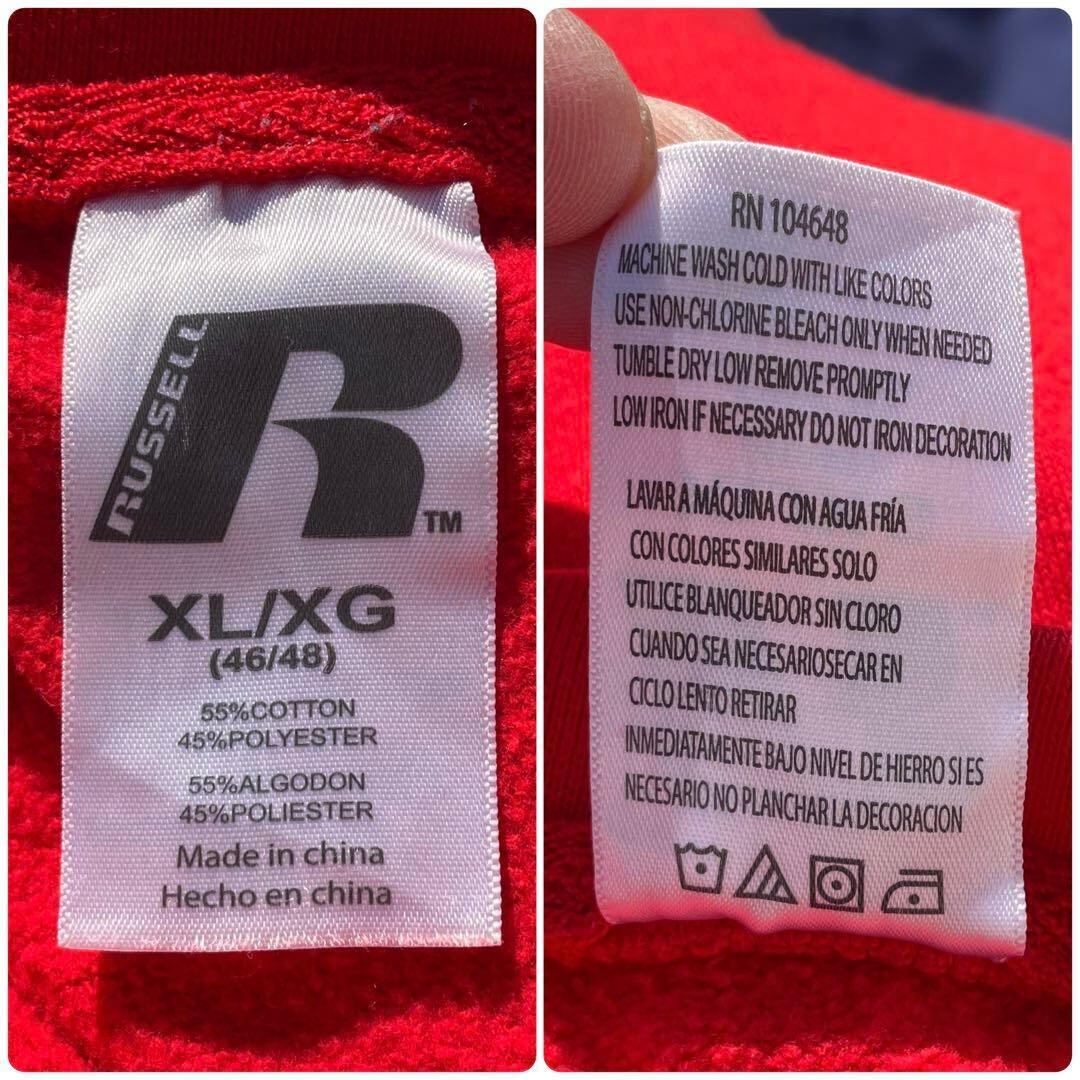 RUSSELL
R
TM
XL/XG
(46/48)
55%COTTON
45%POLYESTER
55%ALGODON
45%POLIESTER
Made in china
Hecho en china
RN 104648
MACHINE WASH COLD WITH LIKE COLORS
USE NON-CHLORINE BLEACH ONLY WHEN NEEDED
TUMBLE DRY LOW REMOVE PROMPTLY
LOW IRON IF NECESSARY DO NOT IRON DECORATION
LAVAR A MÁQUINA CON AGUA FRÍA
CON COLORES SIMILARES SOLO
UTILICE BLANQUEADOR SIN CLORO
CUANDO SEA NECESARIOSECAR EN
CICLO LENTO RETIRAR
INMEDIATAMENTE BAJO NIVEL DE HIERRO SI ES
NECESARIO NO PLANCHAR LA DECORACION